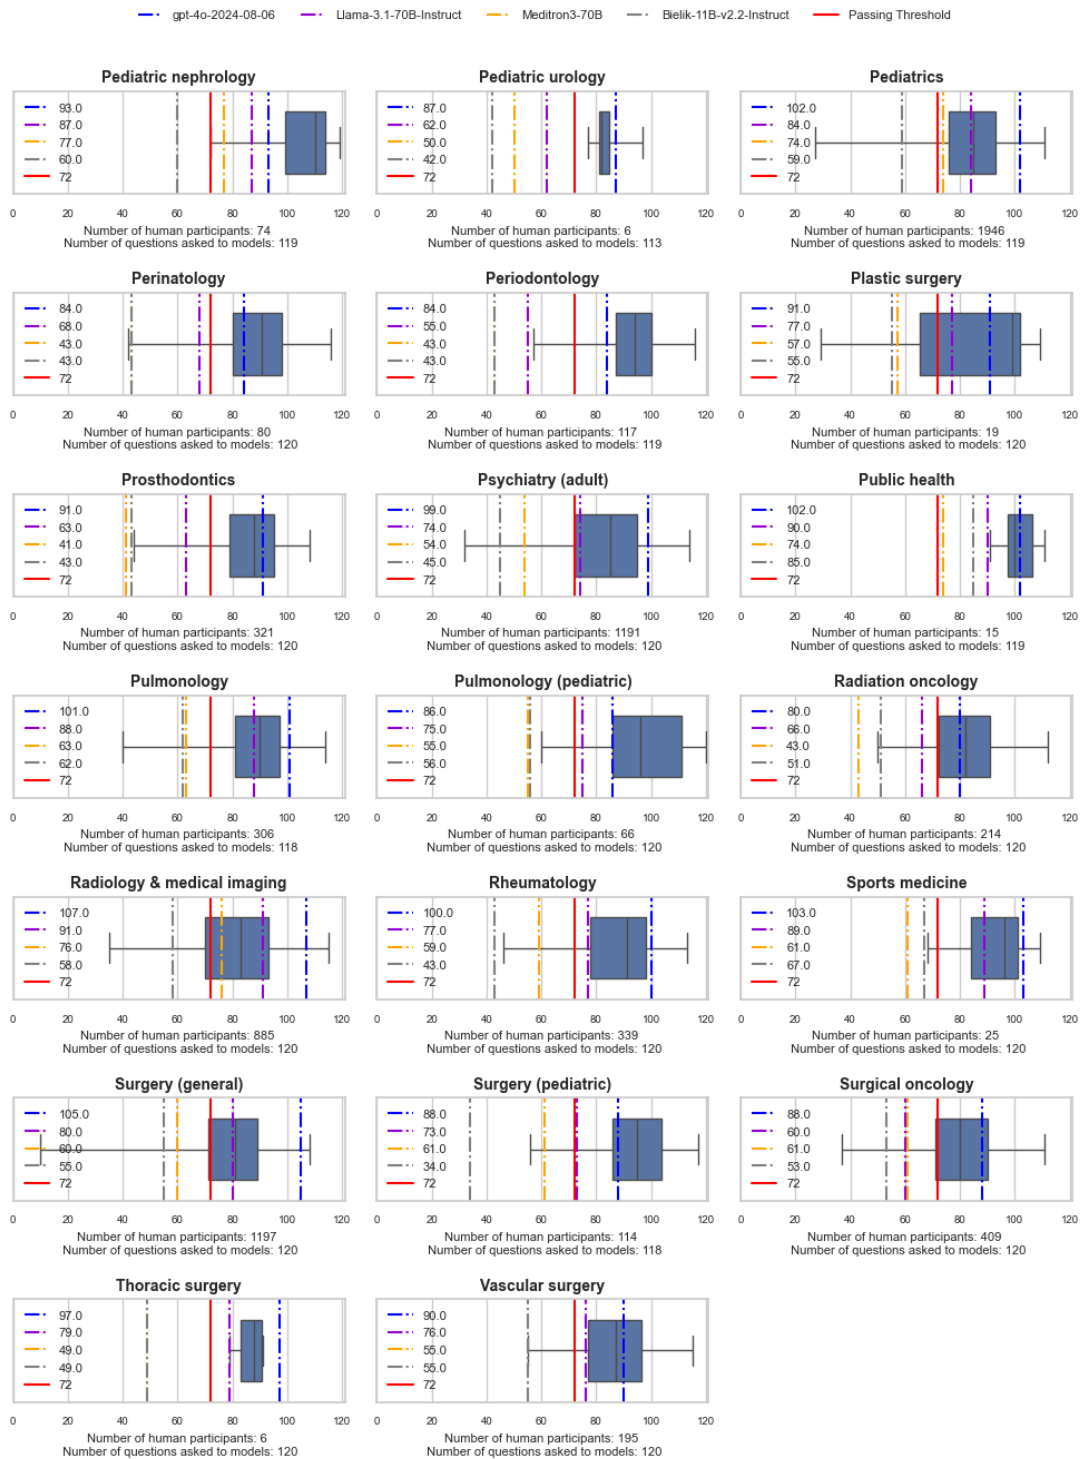 gpt-4o-2024-08-06 Llama-3.1-70B-Instruct Meditron3-70B Bielik-11B-v2.2-Instruct Passing Threshold
Pediatric nephrology
93.0
87.0
77.0
60.0
72
0 20 40 60 80 100 120
Number of human participants: 74
Number of questions asked to models: 119
Pediatric urology
87.0
62.0
50.0
42.0
72
0 20 40 60 80 100 120
Number of human participants: 6
Number of questions asked to models: 113
Pediatrics
102.0
84.0
74.0
59.0
72
0 20 40 60 80 100 120
Number of human participants: 1946
Number of questions asked to models: 119
Perinatology
84.0
68.0
43.0
43.0
72
0 20 40 60 80 100 120
Number of human participants: 80
Number of questions asked to models: 120
Periodontology
84.0
55.0
43.0
43.0
72
0 20 40 60 80 100 120
Number of human participants: 117
Number of questions asked to models: 119
Plastic surgery
91.0
77.0
57.0
55.0
72
0 20 40 60 80 100 120
Number of human participants: 19
Number of questions asked to models: 120
Prosthodontics
91.0
63.0
41.0
43.0
72
0 20 40 60 80 100 120
Number of human participants: 321
Number of questions asked to models: 120
Psychiatry (adult)
99.0
74.0
54.0
45.0
72
0 20 40 60 80 100 120
Number of human participants: 1191
Number of questions asked to models: 120
Public health
102.0
90.0
74.0
85.0
72
0 20 40 60 80 100 120
Number of human participants: 15
Number of questions asked to models: 119
Pulmonology
101.0
88.0
63.0
62.0
72
0 20 40 60 80 100 120
Number of human participants: 306
Number of questions asked to models: 118
Pulmonology (pediatric)
86.0
75.0
55.0
56.0
72
0 20 40 60 80 100 120
Number of human participants: 66
Number of questions asked to models: 120
Radiation oncology
80.0
66.0
43.0
51.0
72
0 20 40 60 80 100 120
Number of human participants: 214
Number of questions asked to models: 120
Radiology & medical imaging
107.0
91.0
76.0
58.0
72
0 20 40 60 80 100 120
Number of human participants: 885
Number of questions asked to models: 120
Rheumatology
100.0
77.0
59.0
43.0
72
0 20 40 60 80 100 120
Number of human participants: 339
Number of questions asked to models: 120
Sports medicine
103.0
89.0
61.0
67.0
72
0 20 40 60 80 100 120
Number of human participants: 25
Number of questions asked to models: 120
Surgery (general)
105.0
80.0
60.0
55.0
72
0 20 40 60 80 100 120
Number of human participants: 1197
Number of questions asked to models: 120
Surgery (pediatric)
88.0
73.0
61.0
34.0
72
0 20 40 60 80 100 120
Number of human participants: 114
Number of questions asked to models: 118
Surgical oncology
88.0
60.0
61.0
53.0
72
0 20 40 60 80 100 120
Number of human participants: 409
Number of questions asked to models: 120
Thoracic surgery
97.0
79.0
49.0
49.0
72
0 20 40 60 80 100 120
Number of human participants: 6
Number of questions asked to models: 120
Vascular surgery
90.0
76.0
55.0
55.0
72
0 20 40 60 80 100 120
Number of human participants: 195
Number of questions asked to models: 120